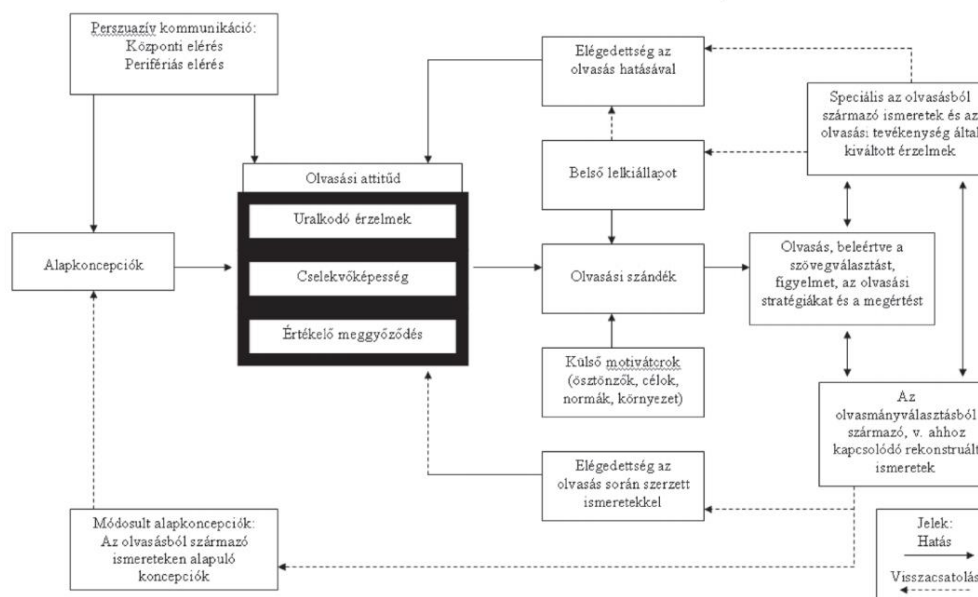 Perszuazív kommunikáció:
Központi elérés
Perifériás elérés
Elégedettség az
olvasás hatásával
Speciális az olvasásból
származó ismeretek és az
olvasási tevékenység által
kiváltott érzelmek
Olvasási attitűd
Uralkodó érzelmek
Cselekvőképesség
Értékelő meggyőződés
Belső lelkiállapot
Alapkoncepciók
Olvasási szándék
Olvasás, beleértve a
szövegválasztást,
figyelmet, az olvasási
stratégiákat és a megértést
Külső motivátorok
(ösztönzők, célok,
normák, környezet)
Az
olvasmányválasztásból
származó, v. ahhoz
kapcsolódó rekonstruált
ismeretek
Elégedettség az
olvasás során szerzett
ismeretekkel
Módosult alapkoncepciók:
Az olvasásból származó
ismereteken alapuló
koncepciók
Jelek:
Hatás
Visszacsatolás